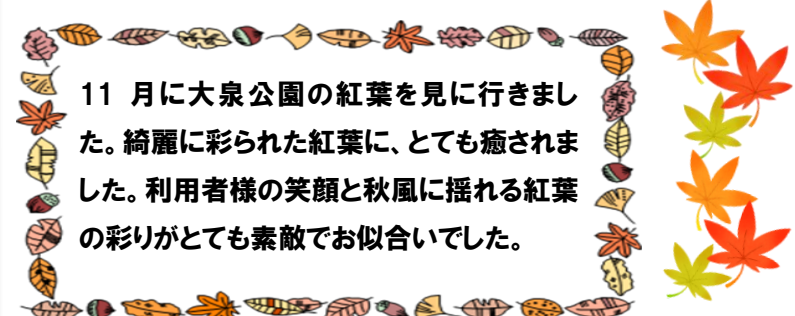 11 月に大泉公園の紅葉を見に行きまし
た。綺麗に彩られた紅葉に、とても癒されま
した。利用者様の笑顔と秋風に揺れる紅葉
の彩りがとても素敵でお似合いでした。